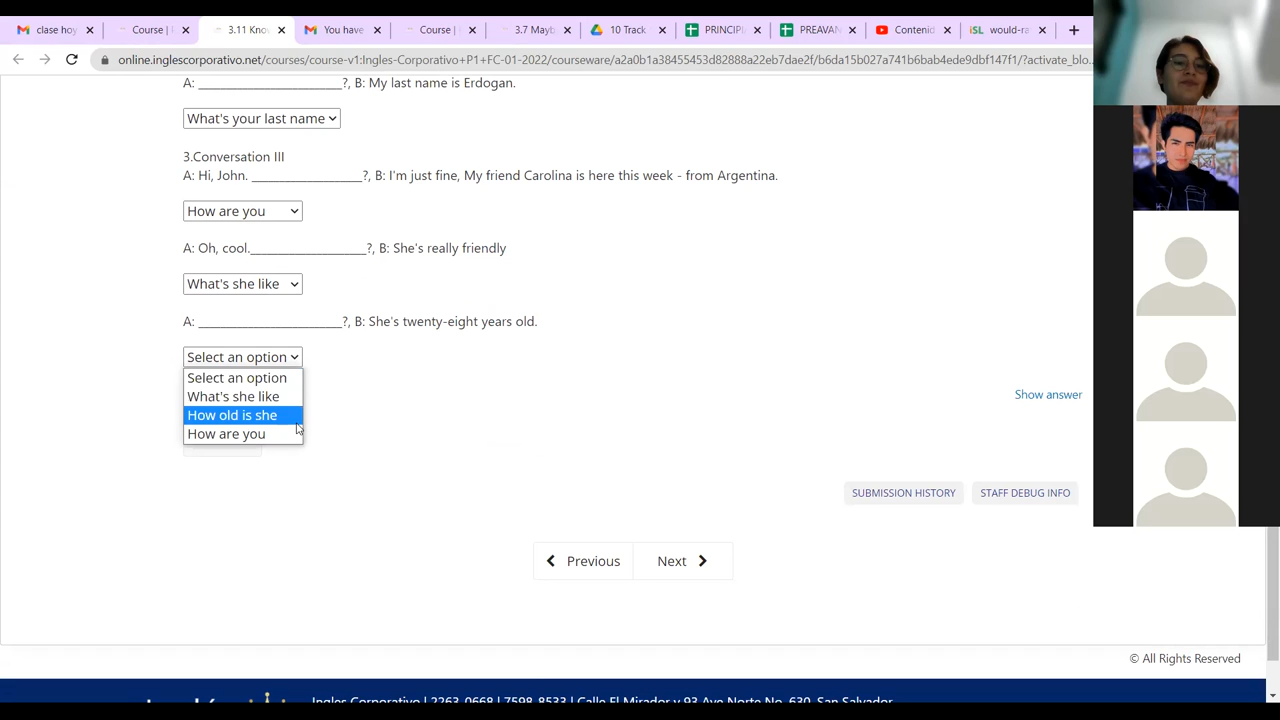 clase hoy
Course |
3.11 Kno
You have
Course |
3.7 Mayb
10 Track
PRINCIPI
PREAVAN
Contenid
would-ra
online.inglescorporativo.net/courses/course-v1:Ingles-Corporativo+P1+FC-01-2022/courseware/a2a0b1a38455453d82888a22eb7dae2f/b6da15b027a741b6bab4ede9dbf147f1/?activate_blo...
A: ________________________?, B: My last name is Erdogan.
What's your last name
3.Conversation III
A: Hi, John. __________________?, B: I'm just fine, My friend Carolina is here this week - from Argentina.
How are you
A: Oh, cool.___________________?, B: She's really friendly
What's she like
A: ________________________?, B: She's twenty-eight years old.
Select an option
Select an option
What's she like
How old is she
How are you
Show answer
SUBMISSION HISTORY
STAFF DEBUG INFO
Previous
Next
© All Rights Reserved
Ingles Corporativo | 2263-0668 | 7598-8533 | Calle El Mirador y 93 Ave Norte No. 630, San Salvador